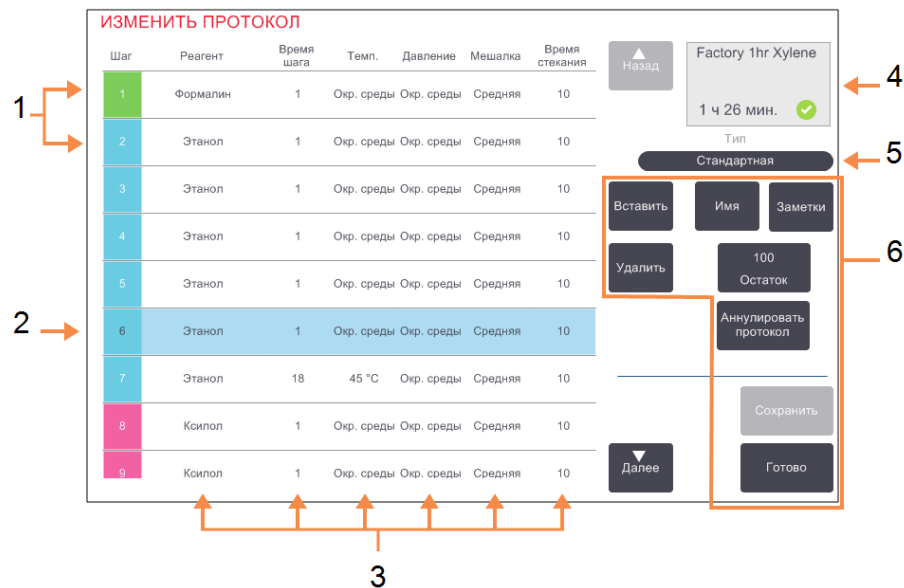 ИЗМЕНИТЬ ПРОТОКОЛ
Шаг Реагент Время шага Темп. Давление Мешалка Время стекания
1 Формалин 1 Окр. среды Окр. среды Средняя 10
2 Этанол 1 Окр. среды Окр. среды Средняя 10
3 Этанол 1 Окр. среды Окр. среды Средняя 10
4 Этанол 1 Окр. среды Окр. среды Средняя 10
5 Этанол 1 Окр. среды Окр. среды Средняя 10
6 Этанол 1 Окр. среды Окр. среды Средняя 10
7 Этанол 18 45 °C Окр. среды Средняя 10
8 Ксилол 1 Окр. среды Окр. среды Средняя 10
9 Ксилол 1 Окр. среды Окр. среды Средняя 10
Назад
Factory 1hr Xylene
1 ч 26 мин.
Тип
Стандартная
Вставить
Имя
Заметки
Удалить
100
Остаток
Аннулировать
протокол
Сохранить
Далее
Готово
1
2
3
4
5
6